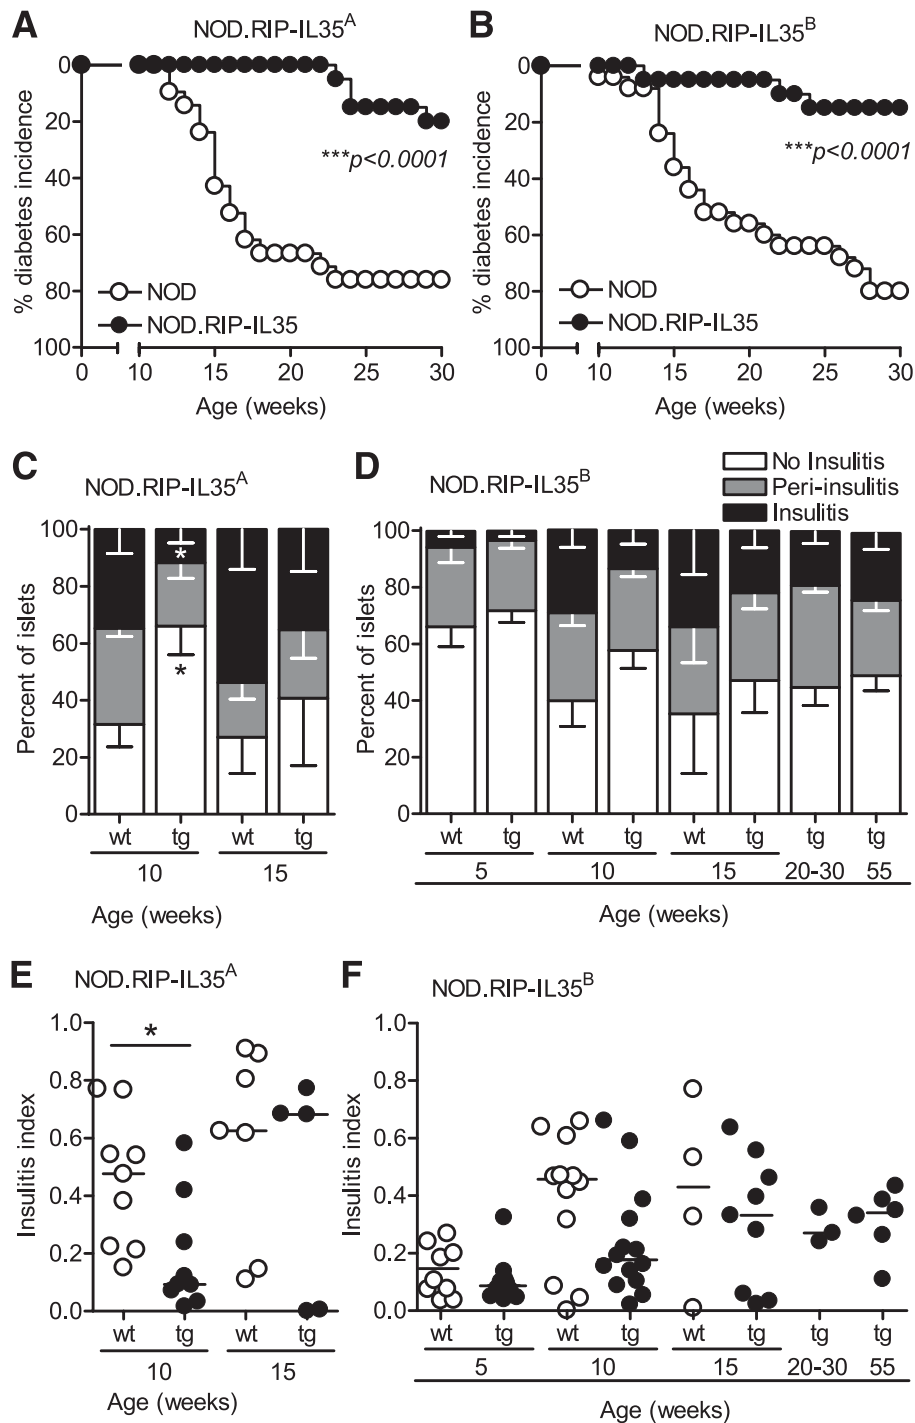 A
NOD.RIP-IL35A
% diabetes incidence
0
20
40
60
80
100
***p<0.0001
NOD
NOD.RIP-IL35
0 10 15 20 25 30
Age (weeks)
B
NOD.RIP-IL35B
% diabetes incidence
0
20
40
60
80
100
***p<0.0001
NOD
NOD.RIP-IL35
0 10 15 20 25 30
Age (weeks)
C
NOD.RIP-IL35A
Percent of islets
100
80
60
40
20
0
*
*
wt tg wt tg
10 15
Age (weeks)
D
NOD.RIP-IL35B
No Insulitis
Peri-insulitis
Insulitis
Percent of islets
100
80
60
40
20
0
wt tg wt tg wt tg tg tg
5 10 15 20-30 55
Age (weeks)
E
NOD.RIP-IL35A
Insulitis index
1.0
0.8
0.6
0.4
0.2
0.0
*
wt tg wt tg
10 15
Age (weeks)
F
NOD.RIP-IL35B
Insulitis index
1.0
0.8
0.6
0.4
0.2
0.0
wt tg wt tg wt tg tg tg
5 10 15 20-30 55
Age (weeks)